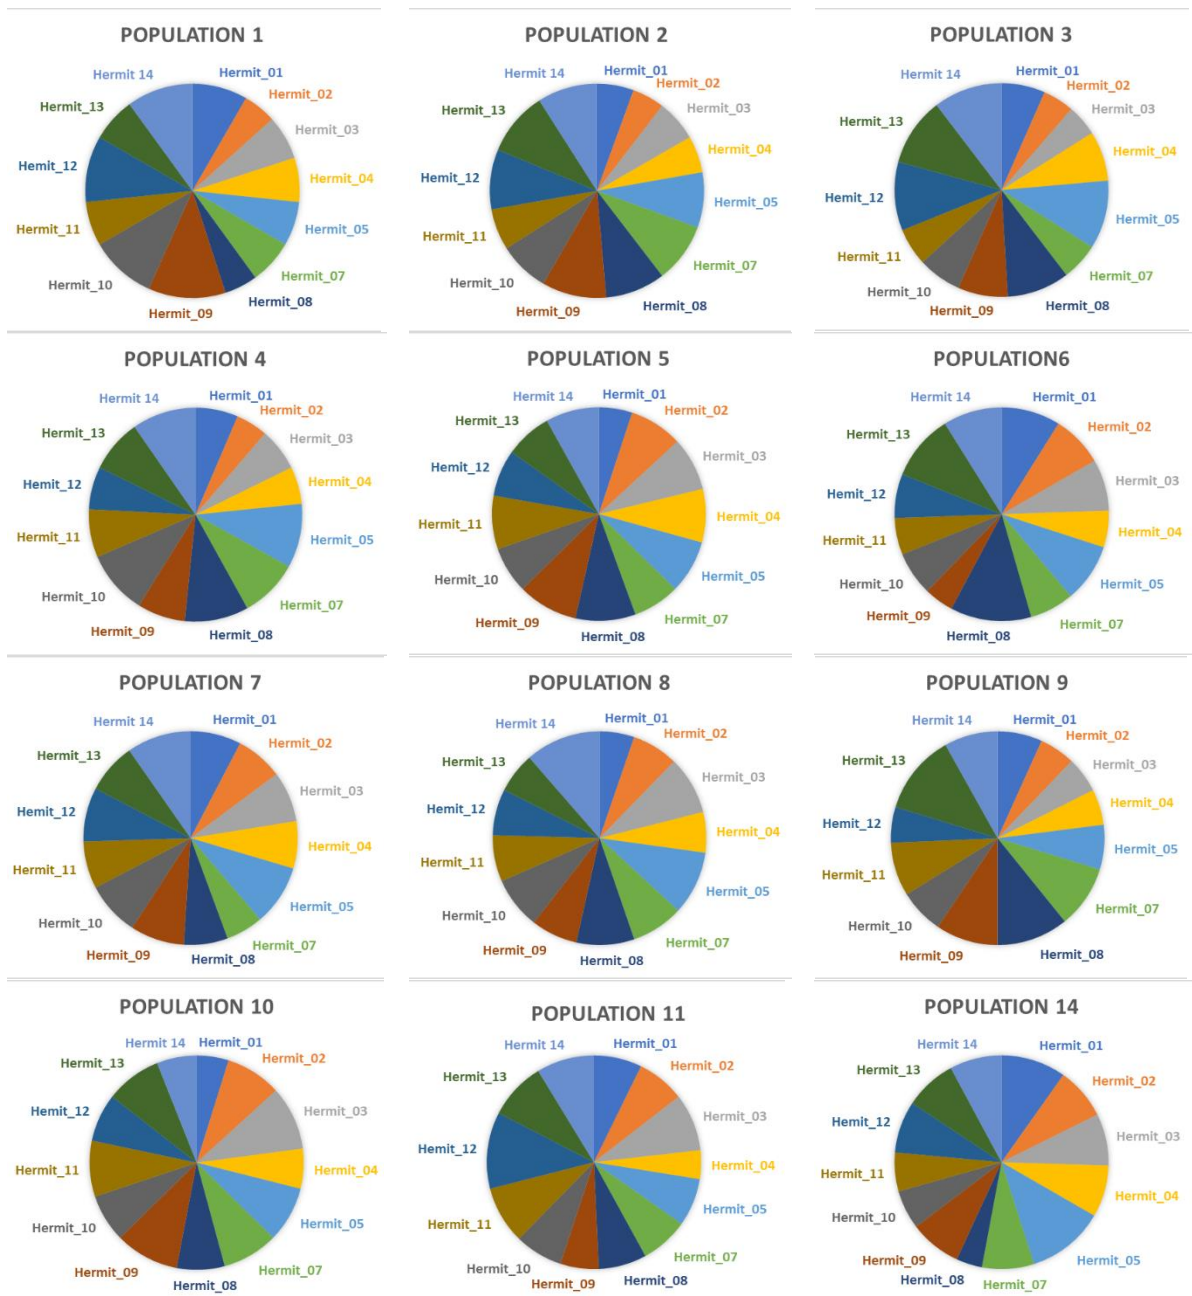 POPULATION 1
Hermit 14
Hermit_01
Hermit_02
Hermit_03
Hermit_04
Hermit_05
Hermit_07
Hermit_08
Hermit_09
Hermit_10
Hermit_11
Hemit_12
Hermit_13
POPULATION 2
Hermit 14
Hermit_01
Hermit_02
Hermit_03
Hermit_04
Hermit_05
Hermit_07
Hermit_08
Hermit_09
Hermit_10
Hermit_11
Hemit_12
Hermit_13
POPULATION 3
Hermit 14
Hermit_01
Hermit_02
Hermit_03
Hermit_04
Hermit_05
Hermit_07
Hermit_08
Hermit_09
Hermit_10
Hermit_11
Hemit_12
Hermit_13
POPULATION 4
Hermit 14
Hermit_01
Hermit_02
Hermit_03
Hermit_04
Hermit_05
Hermit_07
Hermit_08
Hermit_09
Hermit_10
Hermit_11
Hemit_12
Hermit_13
POPULATION 5
Hermit 14
Hermit_01
Hermit_02
Hermit_03
Hermit_04
Hermit_05
Hermit_07
Hermit_08
Hermit_09
Hermit_10
Hermit_11
Hemit_12
Hermit_13
POPULATION6
Hermit 14
Hermit_01
Hermit_02
Hermit_03
Hermit_04
Hermit_05
Hermit_07
Hermit_08
Hermit_09
Hermit_10
Hermit_11
Hemit_12
Hermit_13
POPULATION 7
Hermit 14
Hermit_01
Hermit_02
Hermit_03
Hermit_04
Hermit_05
Hermit_07
Hermit_08
Hermit_09
Hermit_10
Hermit_11
Hemit_12
Hermit_13
POPULATION 8
Hermit 14
Hermit_01
Hermit_02
Hermit_03
Hermit_04
Hermit_05
Hermit_07
Hermit_08
Hermit_09
Hermit_10
Hermit_11
Hemit_12
Hermit_13
POPULATION 9
Hermit 14
Hermit_01
Hermit_02
Hermit_03
Hermit_04
Hermit_05
Hermit_07
Hermit_08
Hermit_09
Hermit_10
Hermit_11
Hemit_12
Hermit_13
POPULATION 10
Hermit 14
Hermit_01
Hermit_02
Hermit_03
Hermit_04
Hermit_05
Hermit_07
Hermit_08
Hermit_09
Hermit_10
Hermit_11
Hemit_12
Hermit_13
POPULATION 11
Hermit 14
Hermit_01
Hermit_02
Hermit_03
Hermit_04
Hermit_05
Hermit_07
Hermit_08
Hermit_09
Hermit_10
Hermit_11
Hemit_12
Hermit_13
POPULATION 14
Hermit 14
Hermit_01
Hermit_02
Hermit_03
Hermit_04
Hermit_05
Hermit_07
Hermit_08
Hermit_09
Hermit_10
Hermit_11
Hemit_12
Hermit_13